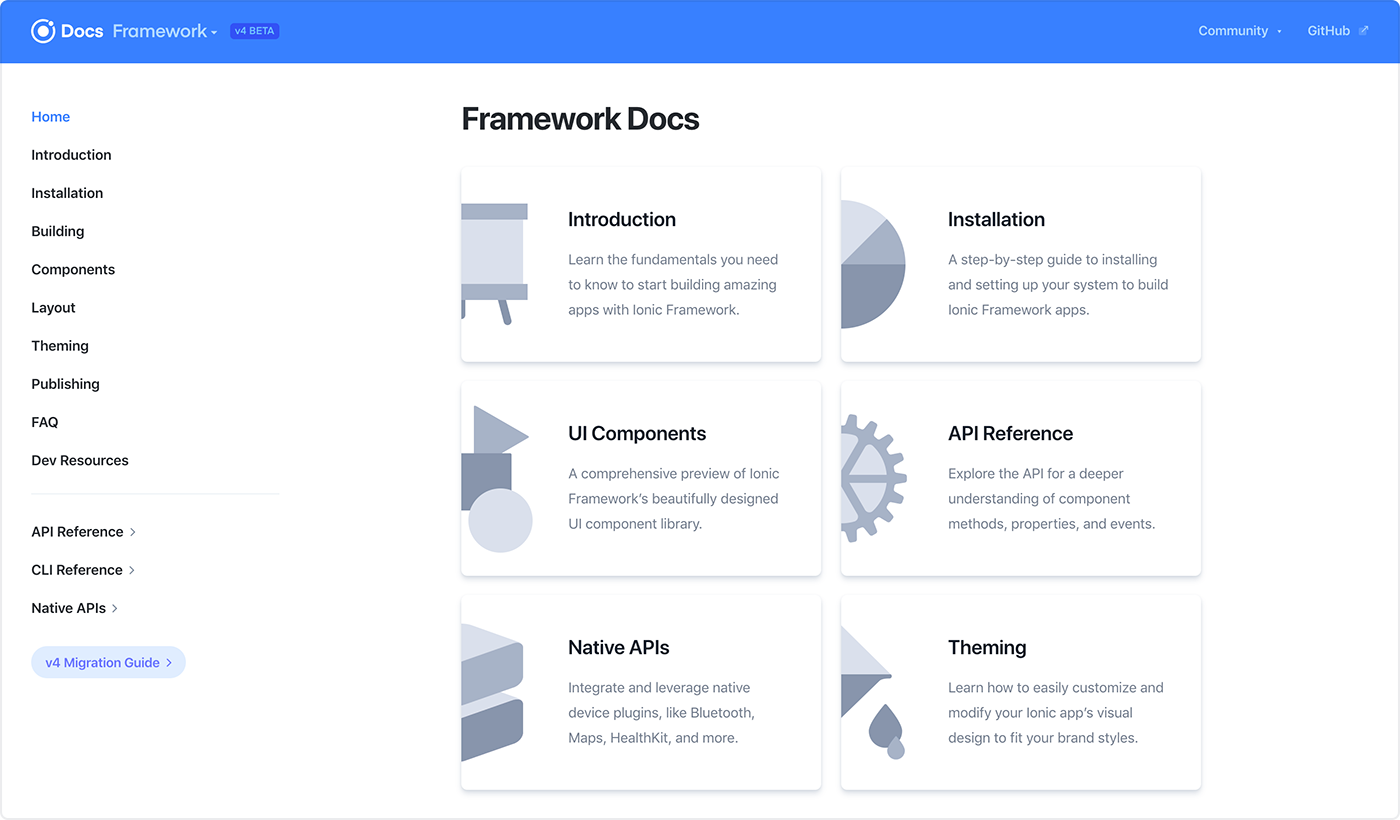 Docs Framework v4 BETA Community GitHub
Home
Introduction
Installation
Building
Components
Layout
Theming
Publishing
FAQ
Dev Resources
API Reference
CLI Reference
Native APIs
v4 Migration Guide
Framework Docs
Introduction
Learn the fundamentals you need
to know to start building amazing
apps with Ionic Framework.
Installation
A step-by-step guide to installing
and setting up your system to build
Ionic Framework apps.
UI Components
A comprehensive preview of Ionic
Framework’s beautifully designed
UI component library.
API Reference
Explore the API for a deeper
understanding of component
methods, properties, and events.
Native APIs
Integrate and leverage native
device plugins, like Bluetooth,
Maps, HealthKit, and more.
Theming
Learn how to easily customize and
modify your Ionic app’s visual
design to fit your brand styles.